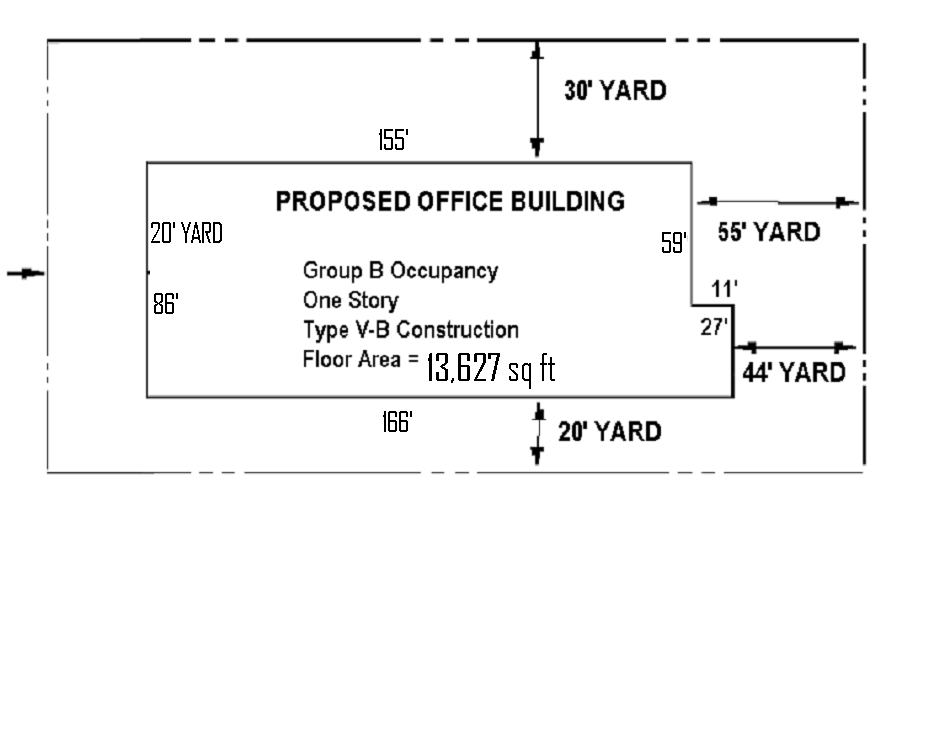 30' YARD
155'
PROPOSED OFFICE BUILDING
20' YARD
59'
55' YARD
Group B Occupancy
One Story
Type V-B Construction
Floor Area = 13,627 sq ft
86'
11'
27'
44' YARD
166'
20' YARD